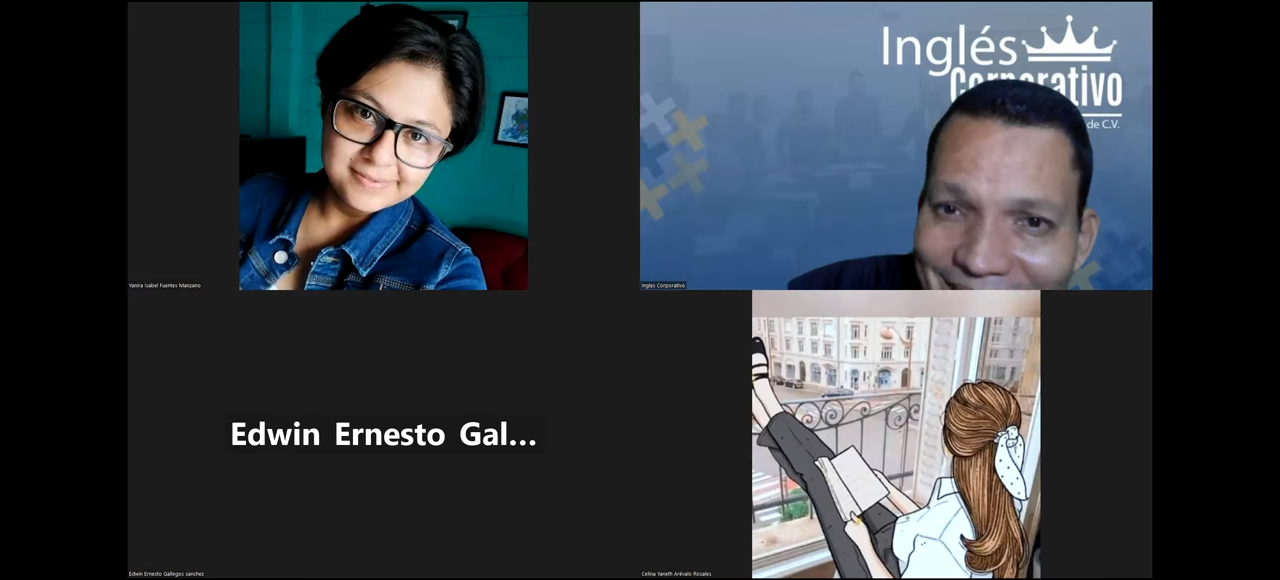 Inglés
Corporativo
de C.V.
Yanira Isabel Fuentes Manzano
Ingles Corporativo
Edwin Ernesto Gal...
Edwin Ernesto Gallegos sanchez
Celina Yaneth Arévalo Rosales